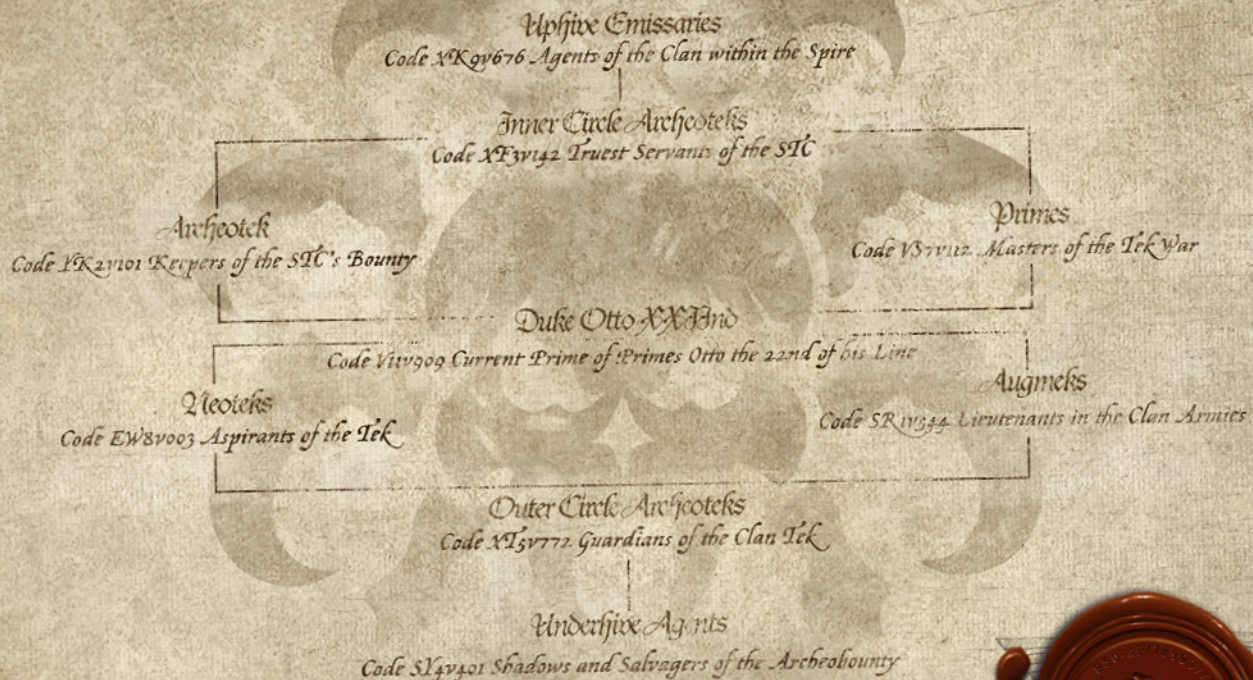 Uphive Emissaries
Code XK9v676 Agents of the Clan within the Spire
Inner Circle Archeoteks
Code XF3v142 Truest Servants of the STC
Archeotek
Code YK2v101 Keepers of the STC's Bounty
Primes
Code VS7v112 Masters of the Tek War
Duke Otto XXIInd
Code V11v909 Current Prime of Primes Otto the 22nd of his Line
Neoteks
Code EW8v003 Aspirants of the Tek
Augmeks
Code SR1v544 Lieutenants in the Clan Armies
Outer Circle Archeoteks
Code XT5v772 Guardians of the Clan Tek
Underhive Agents
Code SY4v401 Shadows and Salvagers of the Archeobounty